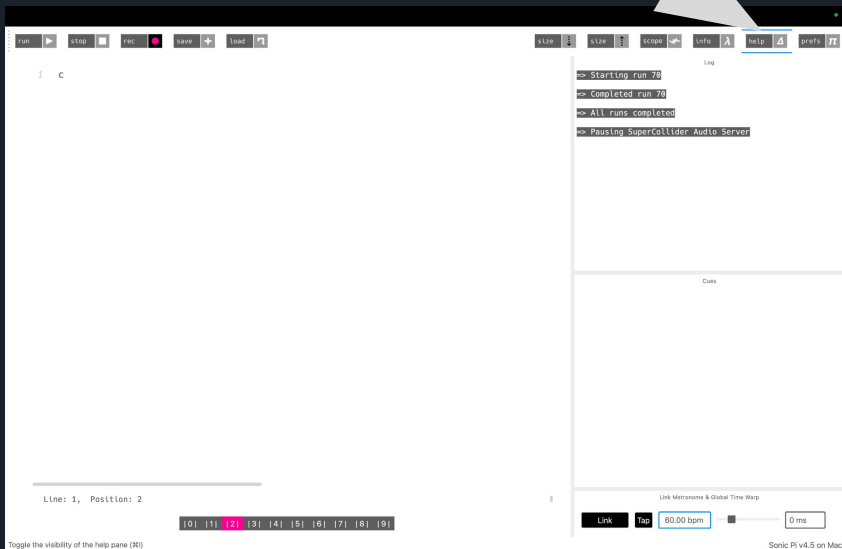 run stop rec save load size size scope info λ help prefs π
Log
1 c
=> Starting run 70
=> Completed run 70
=> All runs completed
=> Pausing SuperCollider Audio Server
Cues
Line: 1, Position: 2
Link Metronome & Global Time Warp
Link Tap 60.00 bpm 0 ms
|0| |1| |2| |3| |4| |5| |6| |7| |8| |9|
Toggle the visibility of the help pane (⌘I) Sonic Pi v4.5 on Mac